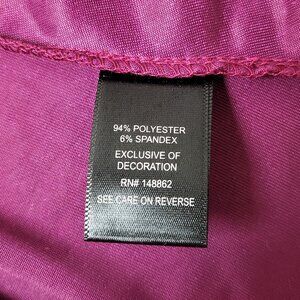 94% POLYESTER
6% SPANDEX
EXCLUSIVE OF
DECORATION
RN# 148862
SEE CARE ON REVERSE